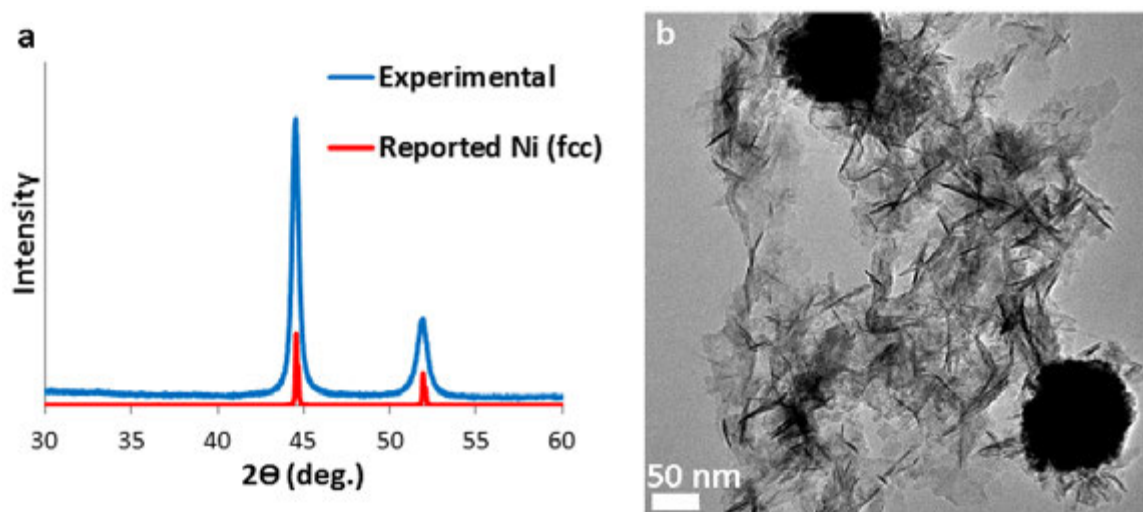 a
Experimental
Reported Ni (fcc)
Intensity
30 35 40 45 50 55 60
2Θ (deg.)
b
50 nm